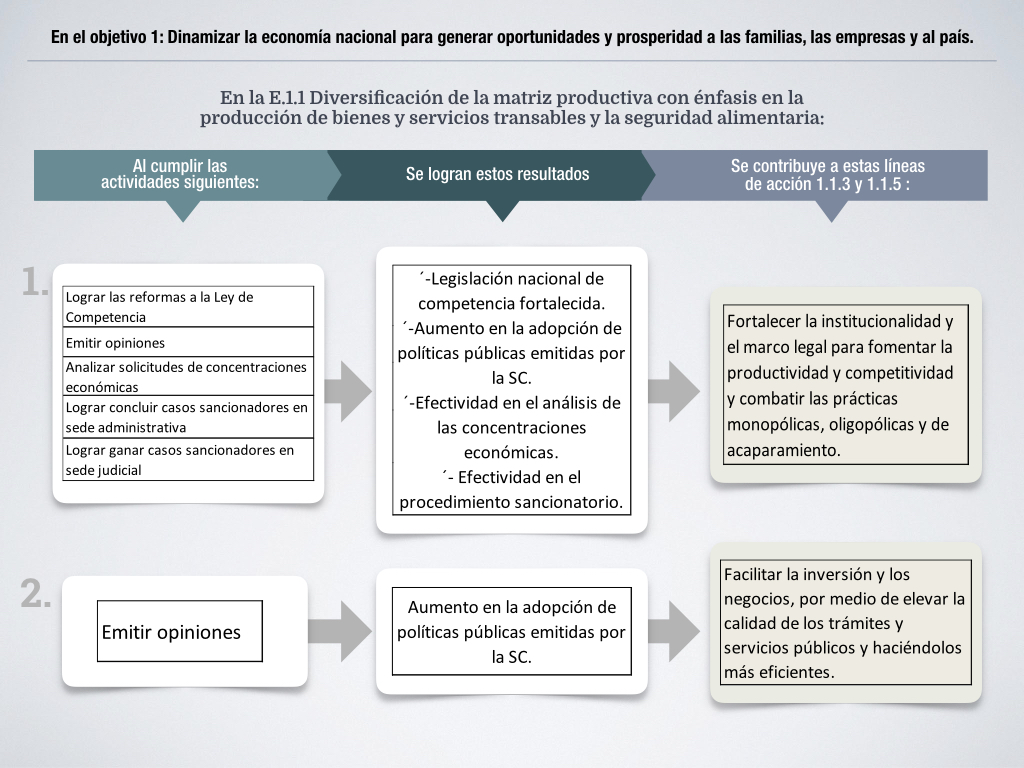 En el objetivo 1: Dinamizar la economía nacional para generar oportunidades y prosperidad a las familias, las empresas y al país.
En la E.1.1 Diversificación de la matriz productiva con énfasis en la
producción de bienes y servicios transables y la seguridad alimentaria:
Al cumplir las
actividades siguientes:
Se logran estos resultados
Se contribuye a estas líneas
de acción 1.1.3 y 1.1.5 :
1.
Lograr las reformas a la Ley de
Competencia
Emitir opiniones
Analizar solicitudes de concentraciones
económicas
Lograr concluir casos sancionadores en
sede administrativa
Lograr ganar casos sancionadores en
sede judicial
´-Legislación nacional de
competencia fortalecida.
´-Aumento en la adopción de
políticas públicas emitidas por
la SC.
´-Efectividad en el análisis de
las concentraciones
económicas.
´- Efectividad en el
procedimiento sancionatorio.
Fortalecer la institucionalidad y
el marco legal para fomentar la
productividad y competitividad
y combatir las prácticas
monopólicas, oligopólicas y de
acaparamiento.
2.
Emitir opiniones
Aumento en la adopción de
políticas públicas emitidas por
la SC.
Facilitar la inversión y los
negocios, por medio de elevar la
calidad de los trámites y
servicios públicos y haciéndolos
más eficientes.